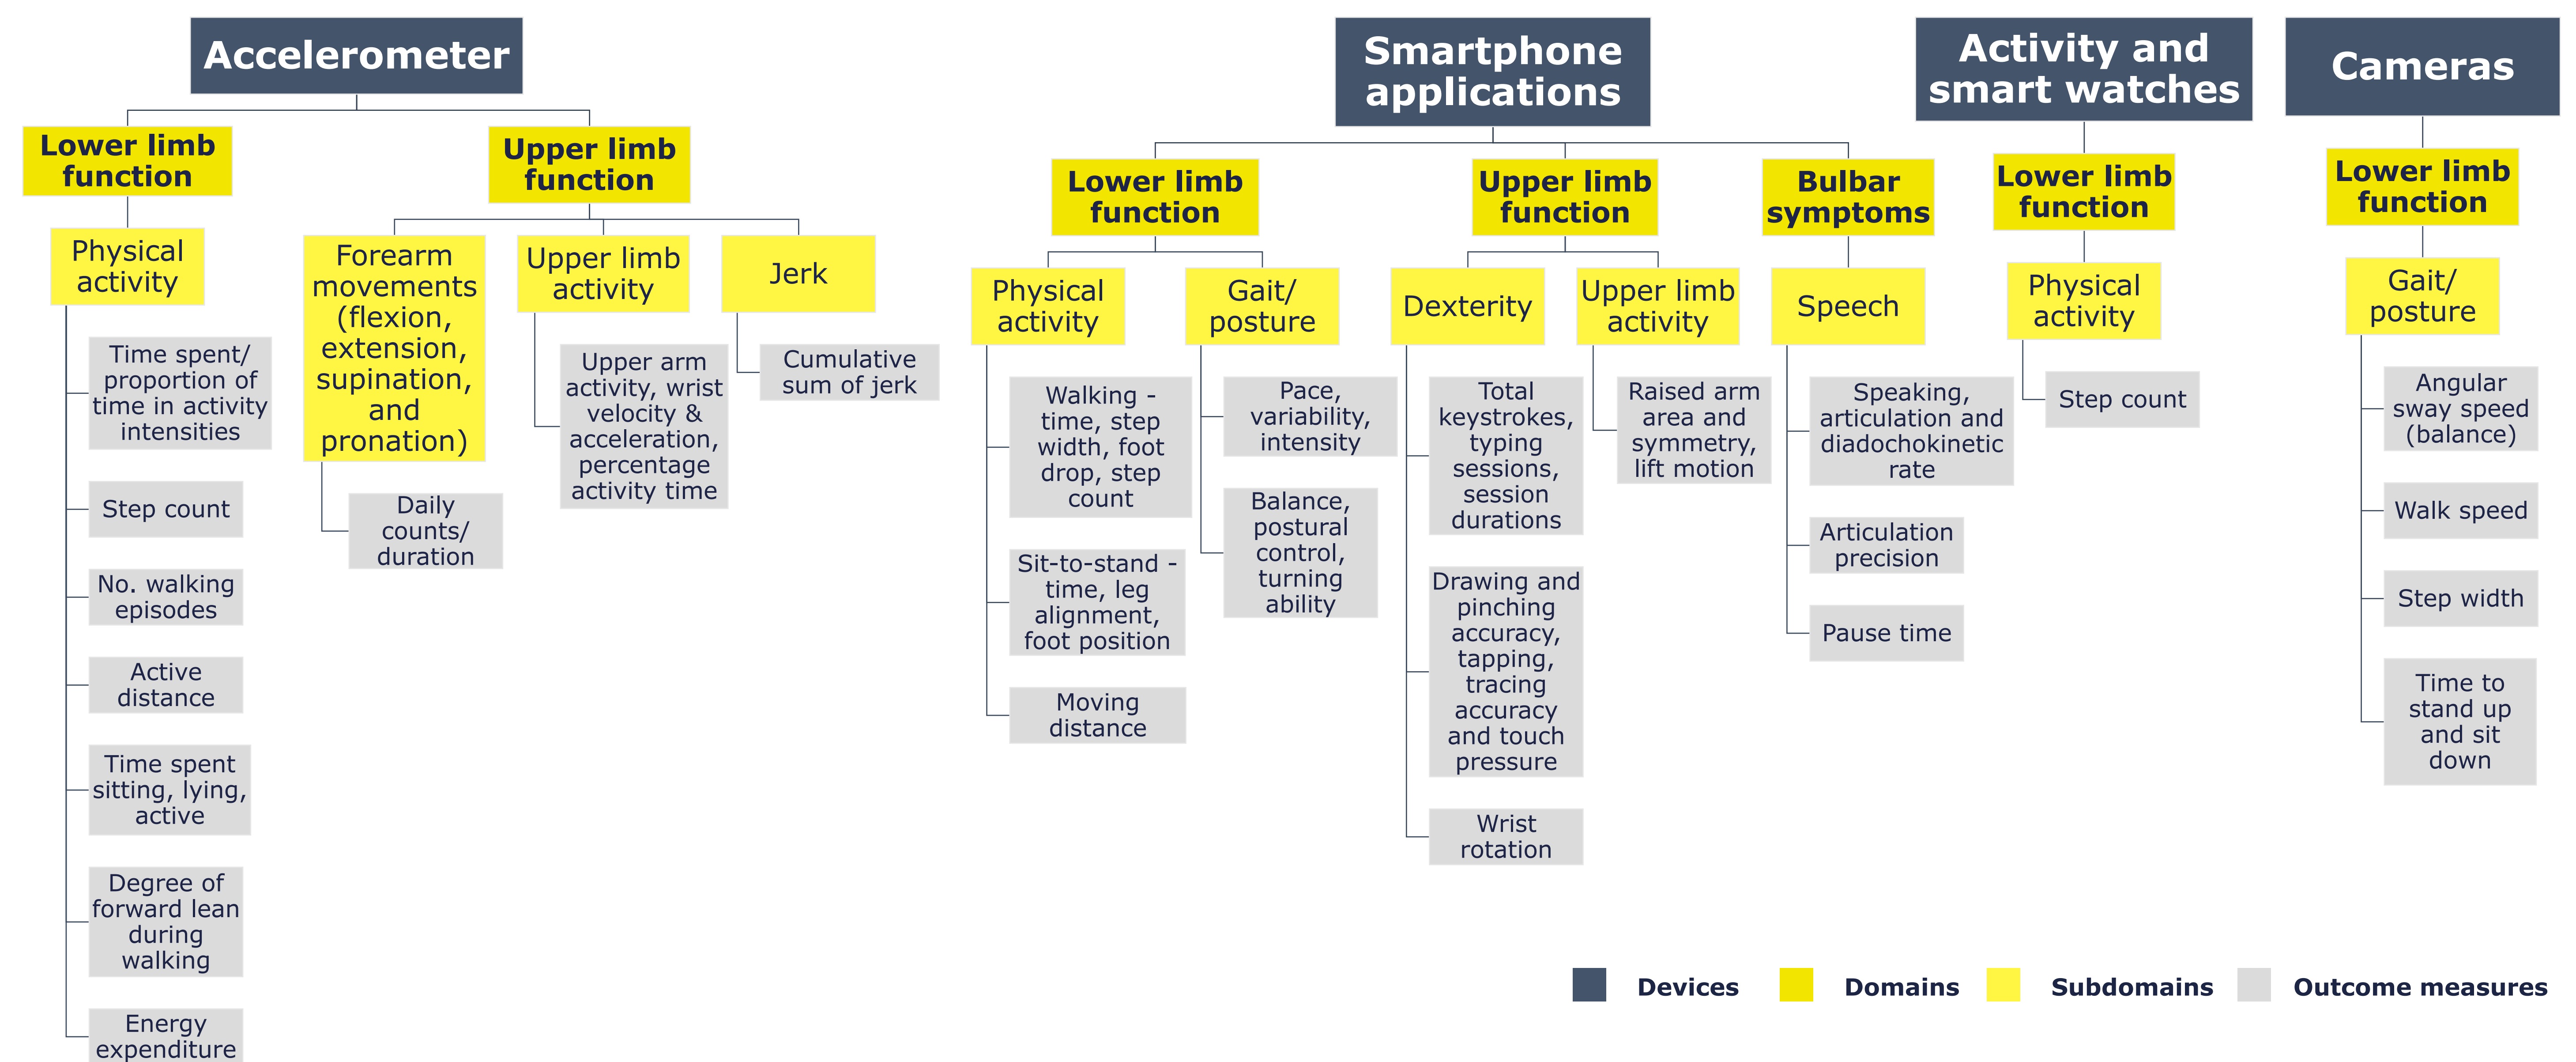 Accelerometer
Lower limb
function
Physical
activity
Time spent/
proportion of
time in activity
intensities
Step count
No. walking
episodes
Active
distance
Time spent
sitting, lying,
active
Degree of
forward lean
during
walking
Energy
expenditure
Upper limb
function
Forearm
movements
(flexion,
extension,
supination,
and
pronation)
Daily
counts/
duration
Upper limb
activity
Upper arm
activity, wrist
velocity &
acceleration,
percentage
activity time
Jerk
Cumulative
sum of jerk
Smartphone
applications
Lower limb
function
Physical
activity
Walking -
time, step
width, foot
drop, step
count
Sit-to-stand -
time, leg
alignment,
foot position
Moving
distance
Gait/
posture
Pace,
variability,
intensity
Balance,
postural
control,
turning
ability
Upper limb
function
Dexterity
Total
keystrokes,
typing
sessions,
session
durations
Drawing and
pinching
accuracy,
tapping,
tracing
accuracy
and touch
pressure
Wrist
rotation
Upper limb
activity
Raised arm
area and
symmetry,
lift motion
Bulbar
symptoms
Speech
Speaking,
articulation and
diadochokinetic
rate
Articulation
precision
Pause time
Activity and
smart watches
Lower limb
function
Physical
activity
Step count
Cameras
Lower limb
function
Gait/
posture
Angular
sway speed
(balance)
Walk speed
Step width
Time to
stand up
and sit
down
Devices
Domains
Subdomains
Outcome measures